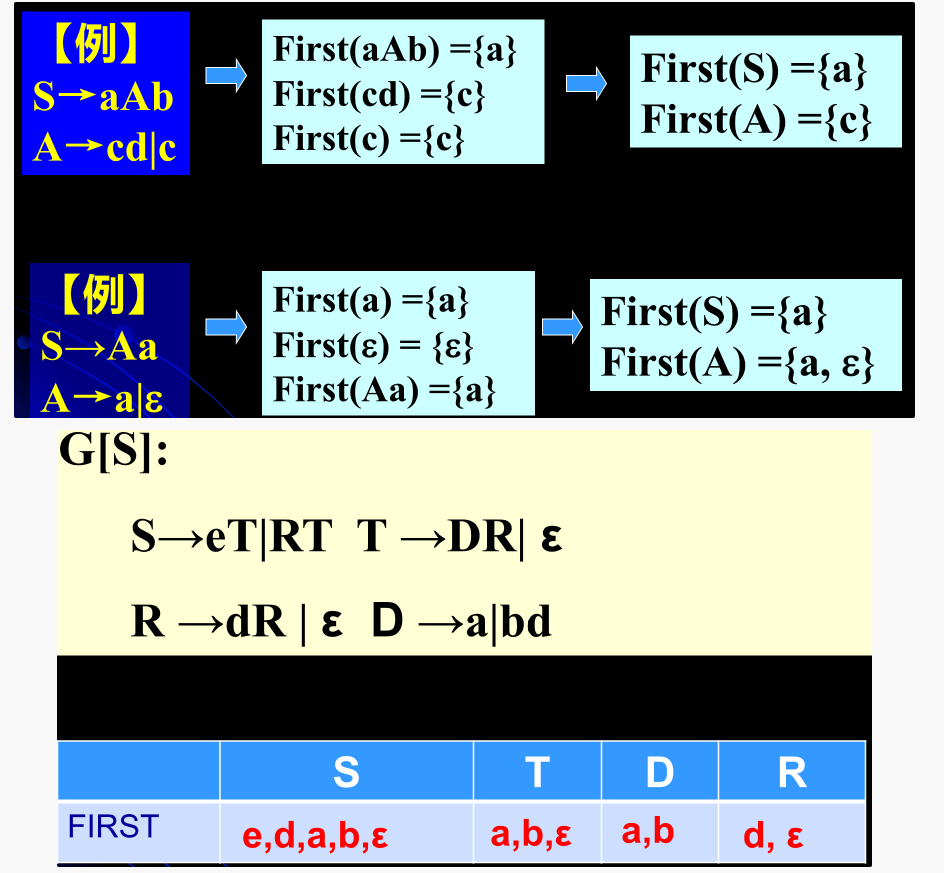 【例】
S→aAb
A→cd|c
First(aAb) ={a}
First(cd) ={c}
First(c) ={c}
First(S) ={a}
First(A) ={c}
【例】
S→Aa
A→a|ε
First(a) ={a}
First(ε) = {ε}
First(Aa) ={a}
First(S) ={a}
First(A) ={a, ε}
G[S]:
S→eT|RT T →DR| ε
R →dR | ε D →a|bd
S T D R
FIRST e,d,a,b,ε a,b,ε a,b d, ε